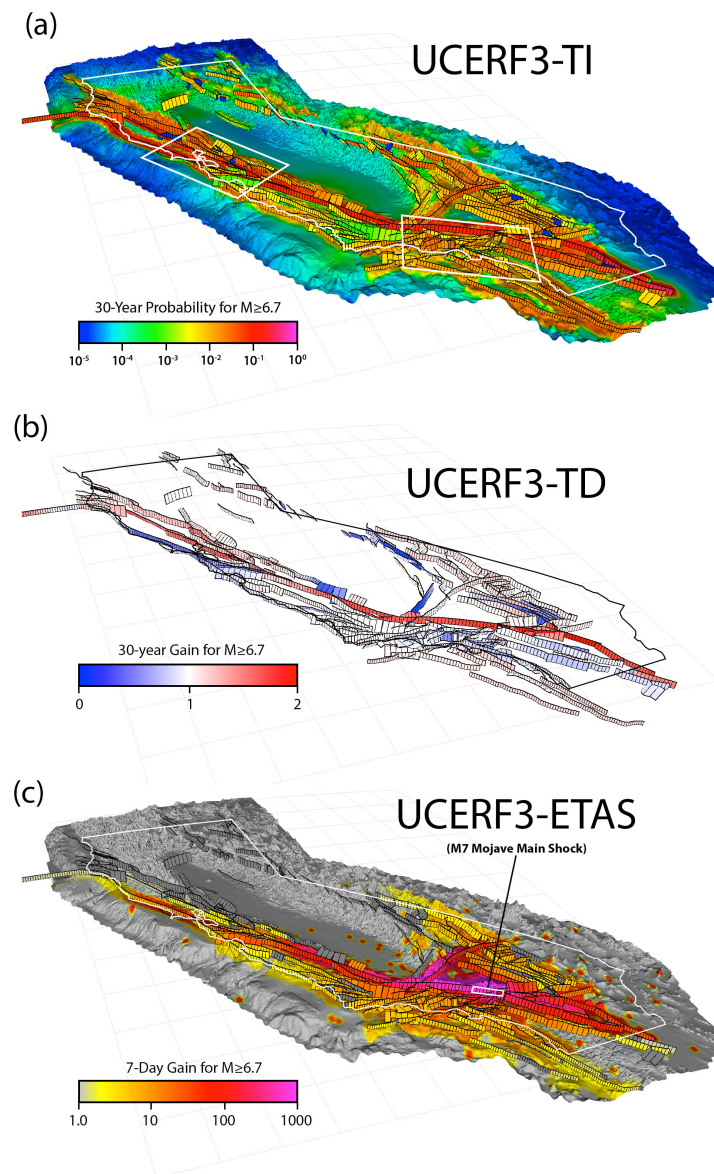 (a)
UCERF3-TI
30-Year Probability for M≥6.7
10⁻⁵ 10⁻⁴ 10⁻³ 10⁻² 10⁻¹ 10⁰
(b)
UCERF3-TD
30-year Gain for M≥6.7
0 1 2
(c)
UCERF3-ETAS
(M7 Mojave Main Shock)
7-Day Gain for M≥6.7
1.0 10 100 1000